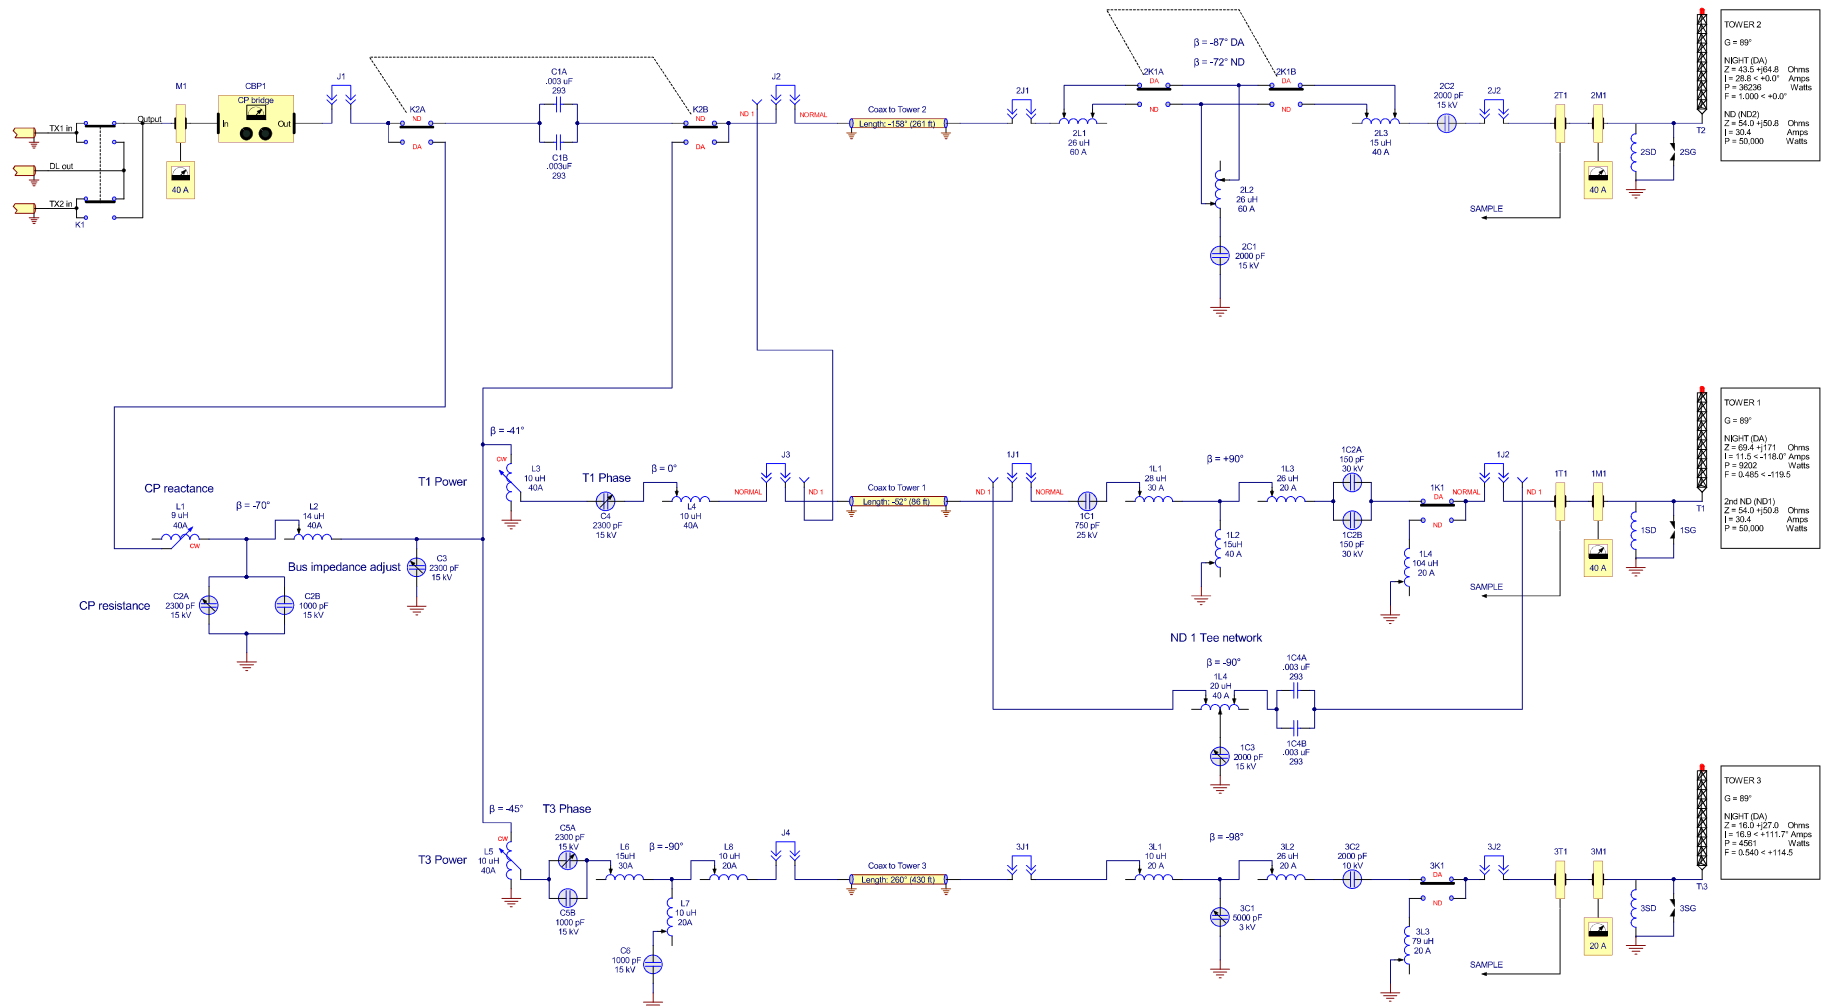 TX1 in
DL out
TX2 in
K1
Output
M1
40 A
CBP1
CP bridge
In
Out
J1
K2A
ND
DA
C1A
.003 uF
293
C1B
.003uF
293
K2B
ND
DA
ND 1
J2
NORMAL
Coax to Tower 2
Length: -158° (261 ft)
2J1
2L1
26 uH
60 A
2K1A
DA
ND
β = -87° DA
β = -72° ND
2K1B
DA
ND
2L2
26 uH
60 A
2C1
2000 pF
15 kV
2L3
15 uH
40 A
2C2
2000 pF
15 kV
2J2
2T1
2M1
40 A
SAMPLE
2SD
2SG
T2
TOWER 2
G = 89°
NIGHT (DA)
Z = 43.5 +j64.8 Ohms
I = 28.8 < +0.0° Amps
P = 36236 Watts
F = 1.000 < +0.0°
ND (ND2)
Z = 54.0 +j50.8 Ohms
I = 30.4 Amps
P = 50,000 Watts
CP reactance
L1
9 uH
40A
CW
β = -70°
L2
14 uH
40A
CP resistance
C2A
2300 pF
15 kV
C2B
1000 pF
15 kV
Bus impedance adjust
C3
2300 pF
15 kV
β = -41°
T1 Power
CW
L3
10 uH
40A
T1 Phase
C4
2300 pF
15 kV
β = 0°
L4
10 uH
40A
J3
NORMAL
ND 1
Coax to Tower 1
Length: -52° (86 ft)
ND 1
1J1
NORMAL
1C1
750 pF
25 kV
1L1
28 uH
30 A
β = +90°
1L2
15uH
40 A
1L3
26 uH
20 A
1C2A
150 pF
30 kV
1C2B
150 pF
30 kV
1K1
DA
ND
1L4
104 uH
20 A
NORMAL
1J2
ND 1
1T1
1M1
40 A
SAMPLE
1SD
1SG
T1
TOWER 1
G = 89°
NIGHT (DA)
Z = 69.4 +j171 Ohms
I = 11.5 < -118.0° Amps
P = 9202 Watts
F = 0.485 < -119.5
2nd ND (ND1)
Z = 54.0 +j50.8 Ohms
I = 30.4 Amps
P = 50,000 Watts
ND 1 Tee network
β = -90°
1L4
20 uH
40 A
1C4A
.003 uF
293
1C4B
.003 uF
293
1C3
2000 pF
15 kV
β = -45°
T3 Power
CW
L5
10 uH
40A
T3 Phase
C5A
2300 pF
15 kV
C5B
1000 pF
15 kV
L6
15uH
30A
β = -90°
L7
10 uH
20A
C6
1000 pF
15 kV
L8
10 uH
20A
J4
Coax to Tower 3
Length: 260° (430 ft)
3J1
3L1
10 uH
20 A
β = -98°
3C1
5000 pF
3 kV
3L2
26 uH
20 A
3C2
2000 pF
10 kV
3K1
DA
ND
3L3
79 uH
20 A
3J2
3T1
3M1
20 A
SAMPLE
3SD
3SG
T\3
TOWER 3
G = 89°
NIGHT (DA)
Z = 16.0 +j27.0 Ohms
I = 16.9 < +111.7° Amps
P = 4561 Watts
F = 0.540 < +114.5